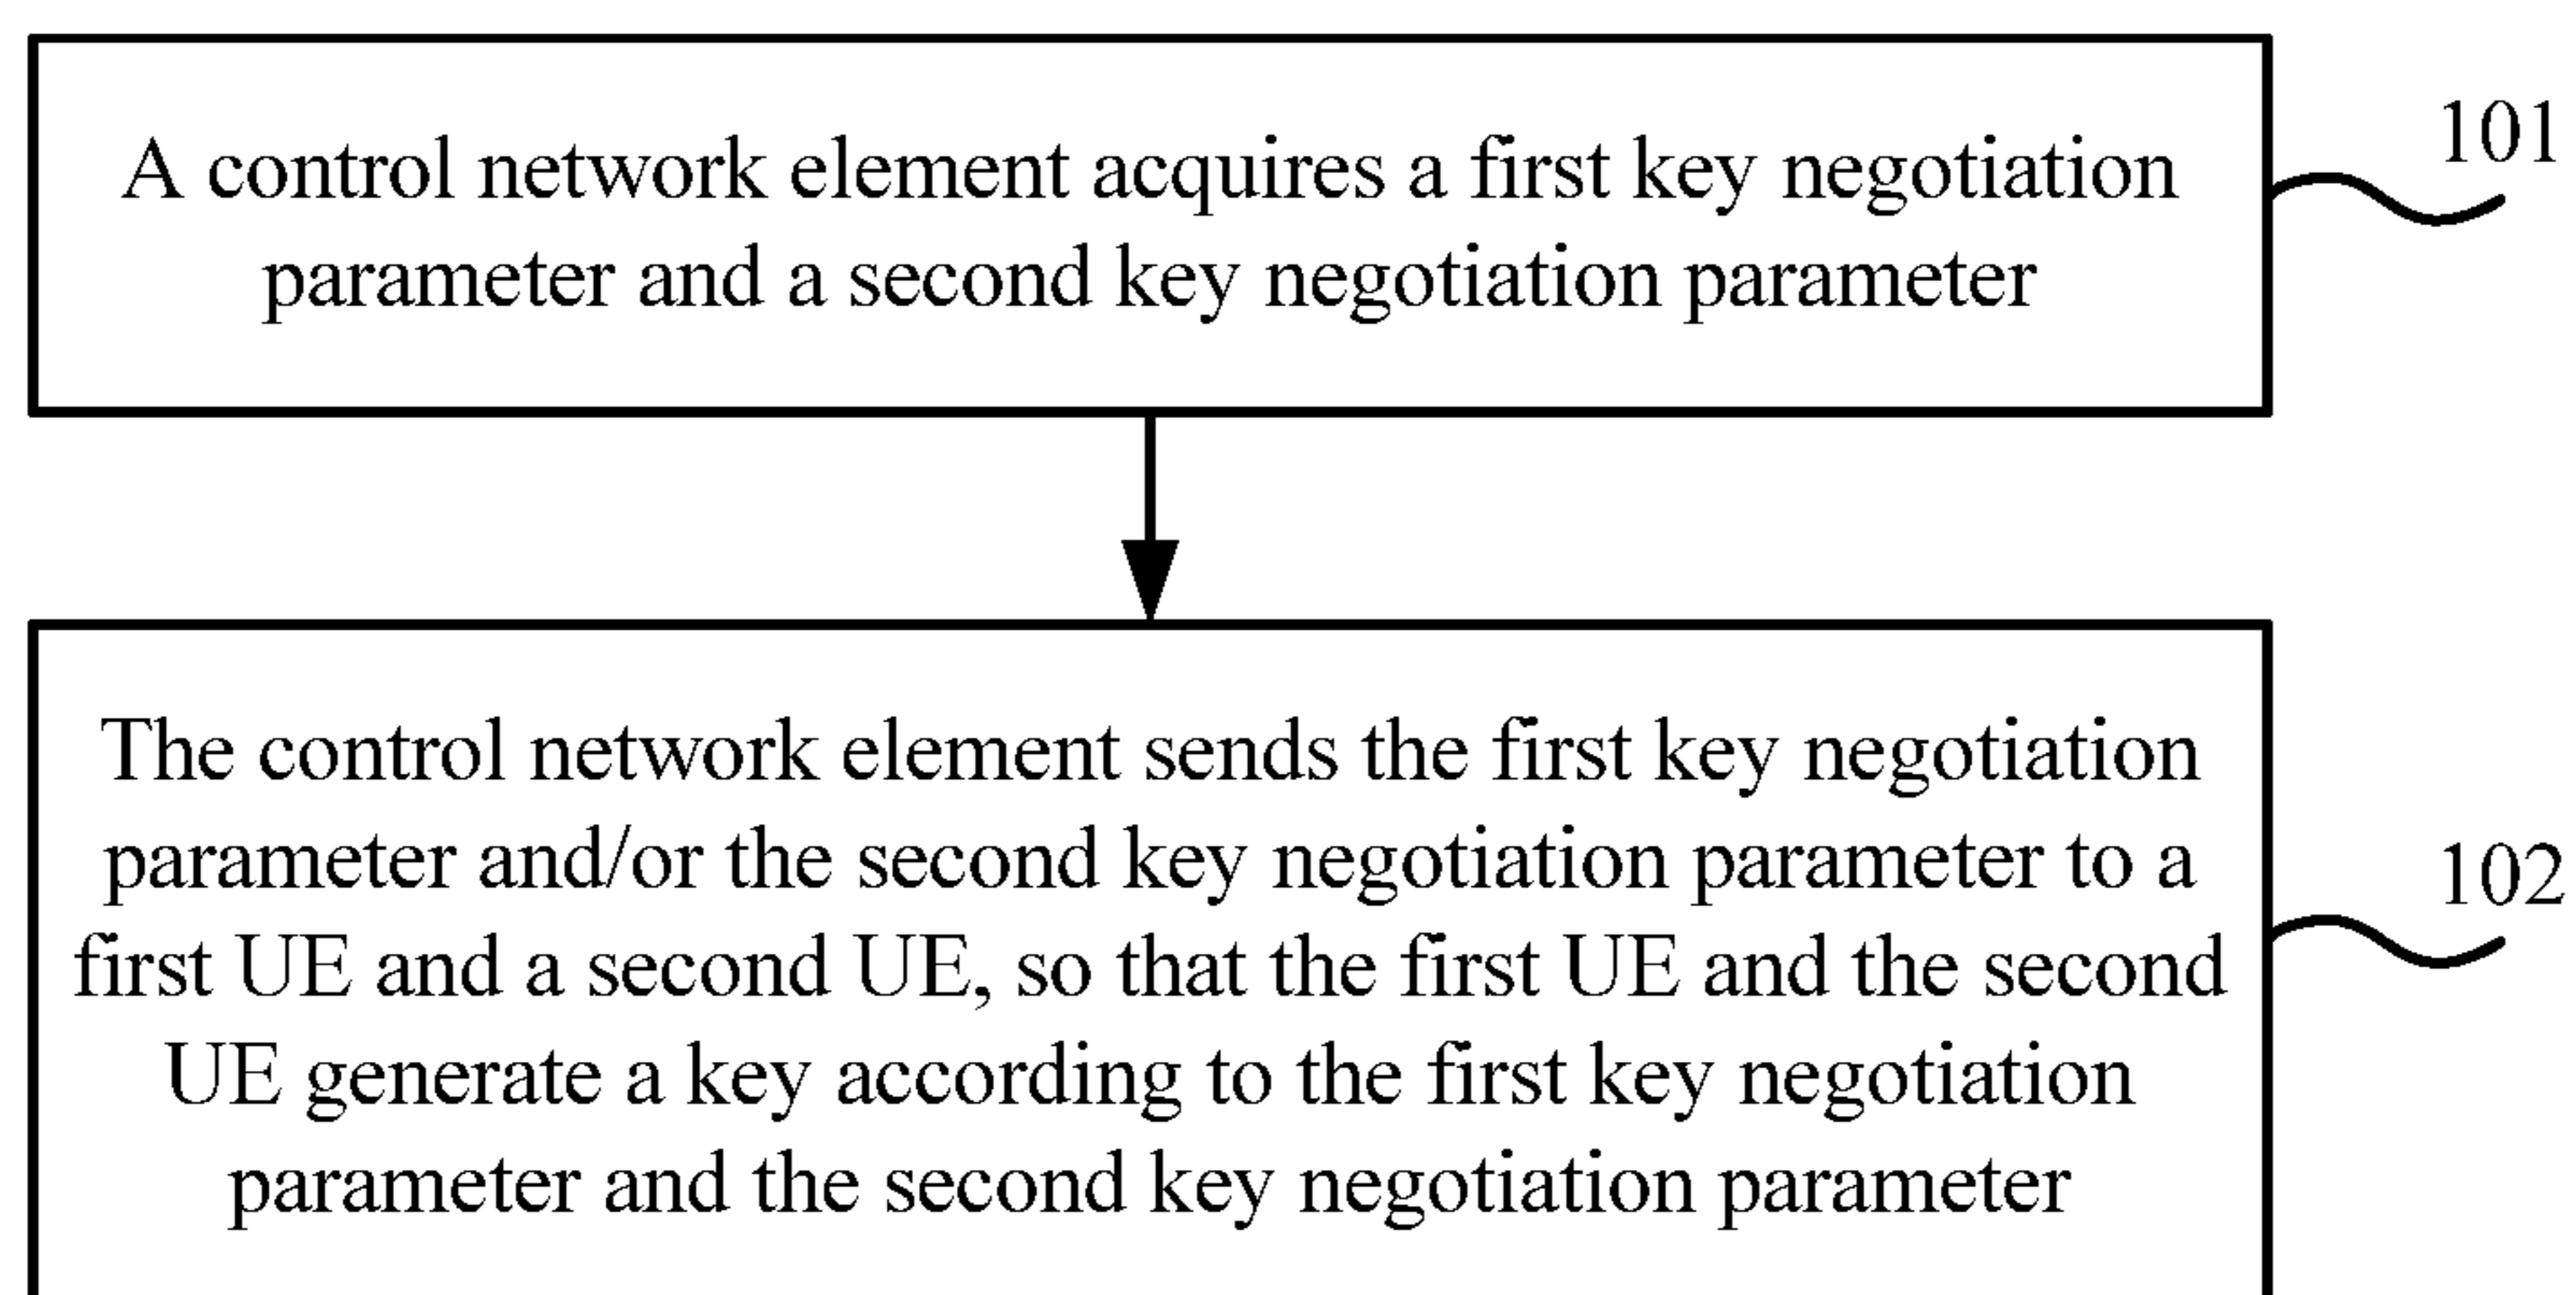 A control network element acquires a first key negotiation
parameter and a second key negotiation parameter
101
The control network element sends the first key negotiation
parameter and/or the second key negotiation parameter to a
first UE and a second UE, so that the first UE and the second
UE generate a key according to the first key negotiation
parameter and the second key negotiation parameter
102